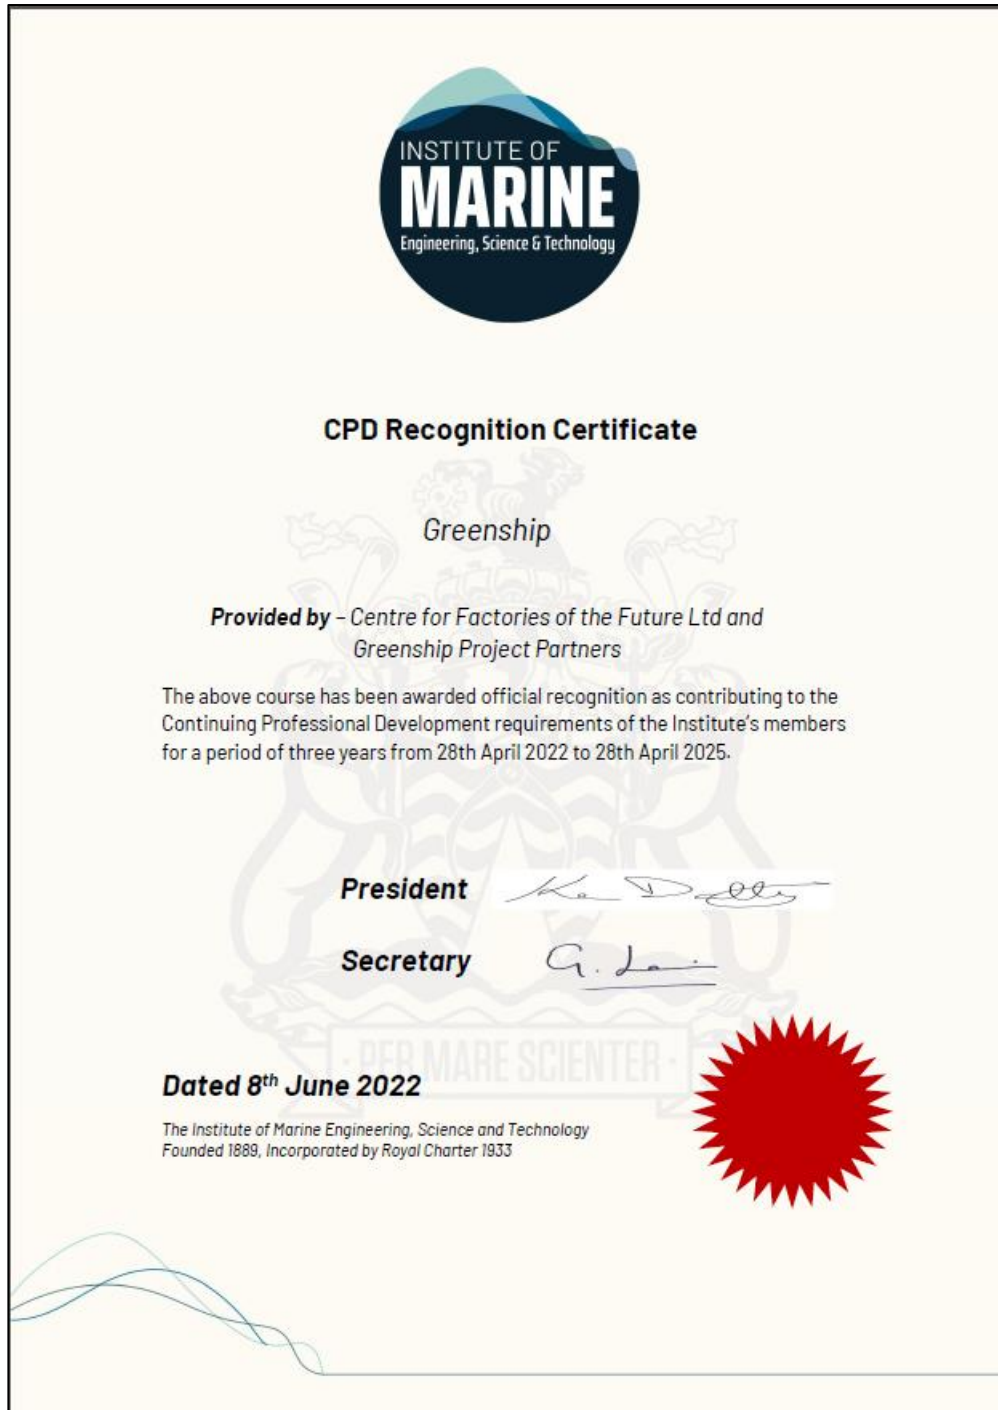 INSTITUTE OF
MARINE
Engineering, Science & Technology
CPD Recognition Certificate
Greenship
Provided by – Centre for Factories of the Future Ltd and
Greenship Project Partners
The above course has been awarded official recognition as contributing to the
Continuing Professional Development requirements of the Institute's members
for a period of three years from 28th April 2022 to 28th April 2025.
President
Secretary
G.
· PER MARE SCIENTER ·
Dated 8th June 2022
The Institute of Marine Engineering, Science and Technology
Founded 1889, Incorporated by Royal Charter 1933